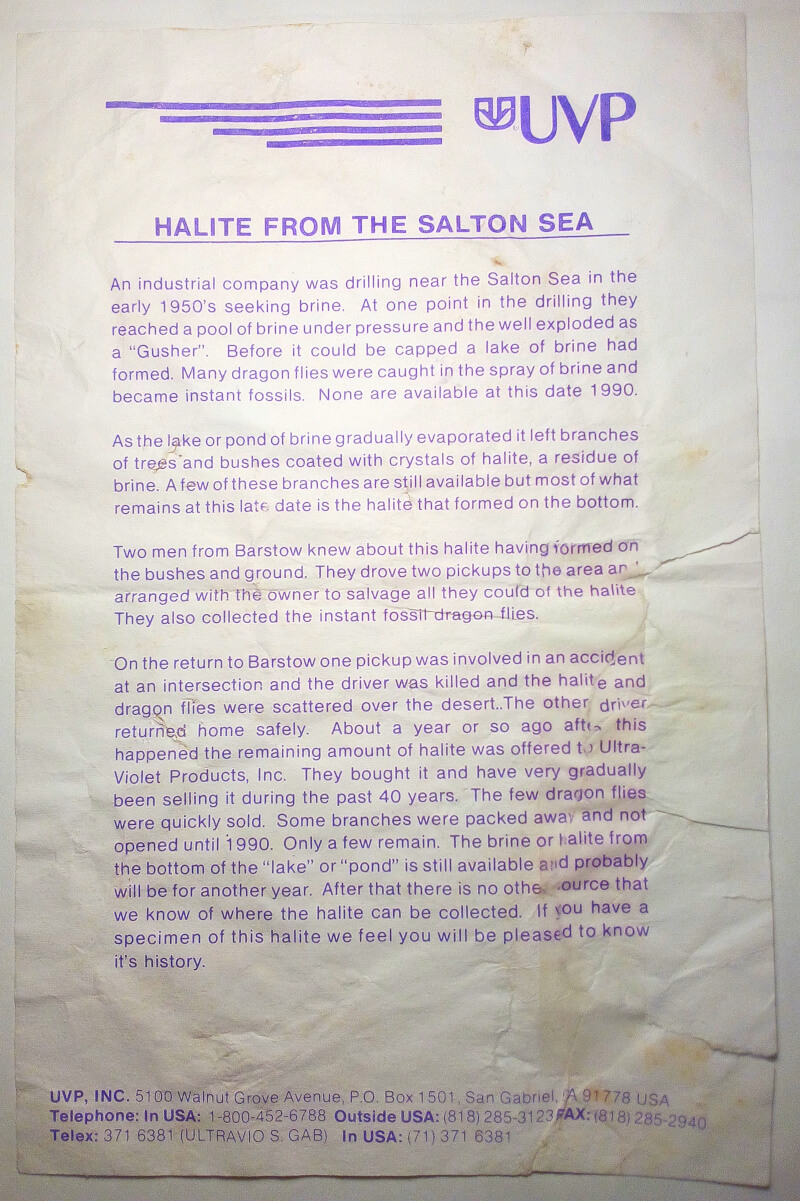 UVP
HALITE FROM THE SALTON SEA
An industrial company was drilling near the Salton Sea in the
early 1950's seeking brine. At one point in the drilling they
reached a pool of brine under pressure and the well exploded as
a "Gusher". Before it could be capped a lake of brine had
formed. Many dragon flies were caught in the spray of brine and
became instant fossils. None are available at this date 1990.
As the lake or pond of brine gradually evaporated it left branches
of trees and bushes coated with crystals of halite, a residue of
brine. A few of these branches are still available but most of what
remains at this late date is the halite that formed on the bottom.
Two men from Barstow knew about this halite having formed on
the bushes and ground. They drove two pickups to the area an
arranged with the owner to salvage all they could of the halite
They also collected the instant fossil dragon flies.
On the return to Barstow one pickup was involved in an accident
at an intersection and the driver was killed and the halite and
dragon flies were scattered over the desert..The other driver
returned home safely. About a year or so ago after this
happened the remaining amount of halite was offered to Ultra-
Violet Products, Inc. They bought it and have very gradually
been selling it during the past 40 years. The few dragon flies
were quickly sold. Some branches were packed away and not
opened until 1990. Only a few remain. The brine or halite from
the bottom of the "lake" or "pond" is still available and probably
will be for another year. After that there is no othe ource that
we know of where the halite can be collected. If you have a
specimen of this halite we feel you will be pleased to know
it's history.
UVP, INC. 5100 Walnut Grove Avenue, P.O. Box 1501, San Gabriel, A 91778 USA
Telephone: In USA: 1-800-452-6788 Outside USA: (818) 285-3123 FAX: (818) 285-2940
Telex: 371 6381 (ULTRAVIO S. GAB) In USA: (71) 371 6381